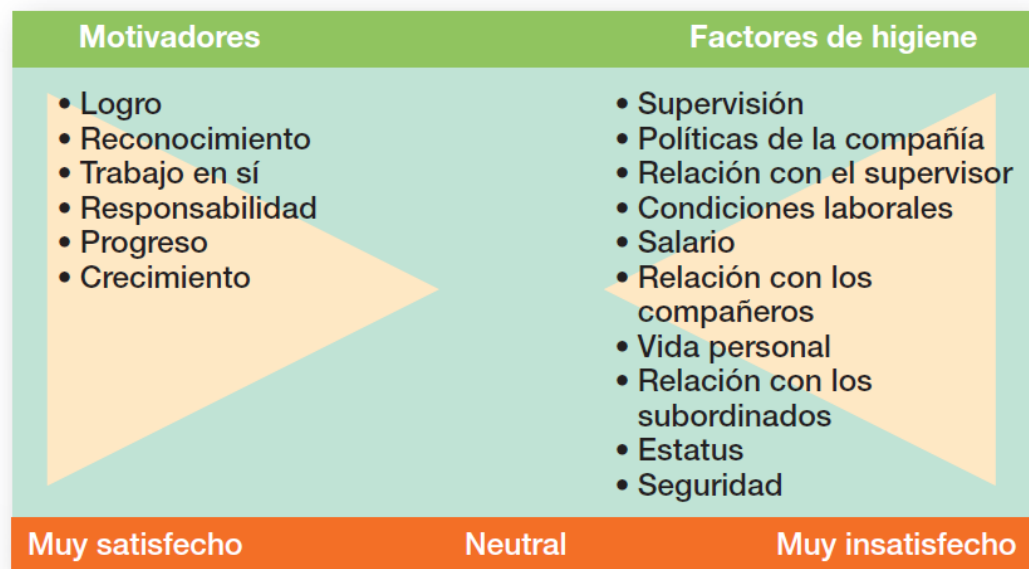 Motivadores
Factores de higiene
• Logro
• Reconocimiento
• Trabajo en sí
• Responsabilidad
• Progreso
• Crecimiento
• Supervisión
• Políticas de la compañía
• Relación con el supervisor
• Condiciones laborales
• Salario
• Relación con los
compañeros
• Vida personal
• Relación con los
subordinados
• Estatus
• Seguridad
Muy satisfecho
Neutral
Muy insatisfecho